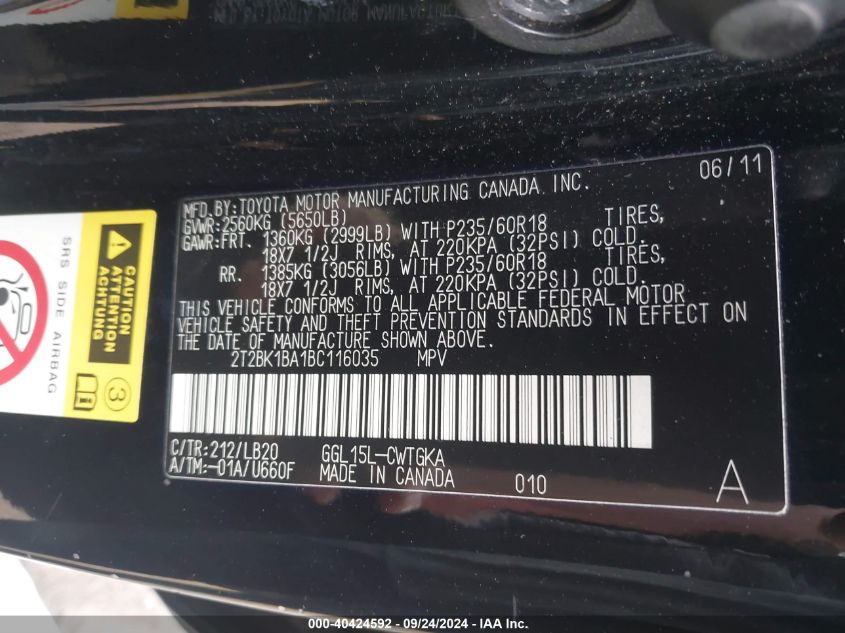 06/11
MFD.BY:TOYOTA MOTOR MANUFACTURING CANADA INC.
GVWR:2560KG (5650LB)
GAWR:FRT. 1360KG (2999LB) WITH P235/60R18 TIRES,
18X7 1/2J RIMS, AT 220KPA (32PSI) COLD.
RR. 1385KG (3056LB) WITH P235/60R18 TIRES,
18X7 1/2J RIMS, AT 220KPA (32PSI) COLD.
THIS VEHICLE CONFORMS TO ALL APPLICABLE FEDERAL MOTOR
VEHICLE SAFETY AND THEFT PREVENTION STANDARDS IN EFFECT ON
THE DATE OF MANUFACTURE SHOWN ABOVE.
2T2BK1BA1BC116035 MPV
C/TR:212/LB20 GGL15L-CWTGKA
A/TM:-01A/U660F MADE IN CANADA 010
A
SRS SIDE AIRBAG
CAUTION
ATTENTION
ACHTUNG
3
000-40424592 - 09/24/2024 - IAA Inc.